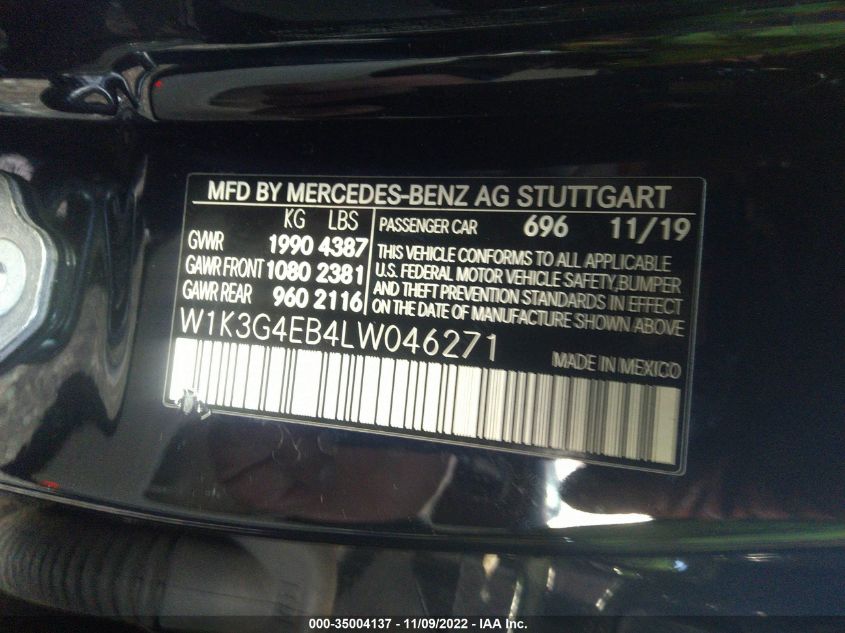 MFD BY MERCEDES-BENZ AG STUTTGART
KG LBS
GVWR 1990 4387
GAWR FRONT 1080 2381
GAWR REAR 960 2116
PASSENGER CAR 696 11/19
THIS VEHICLE CONFORMS TO ALL APPLICABLE
U.S. FEDERAL MOTOR VEHICLE SAFETY,BUMPER
AND THEFT PREVENTION STANDARDS IN EFFECT
ON THE DATE OF MANUFACTURE SHOWN ABOVE
W1K3G4EB4LW046271
MADE IN MEXICO
000-35004137 - 11/09/2022 - IAA Inc.